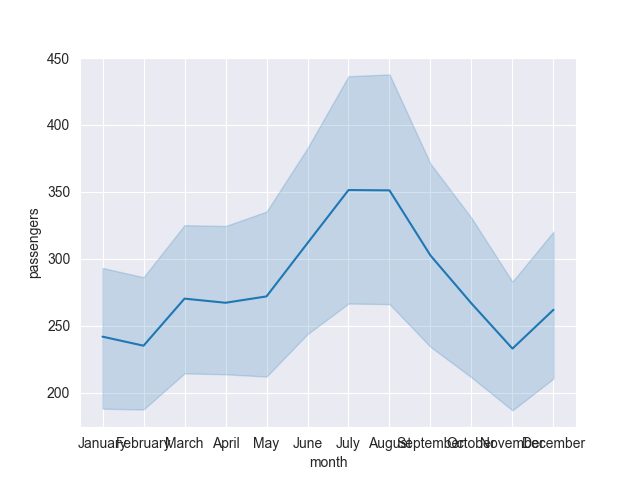 450
400
350
300
250
200
passengers
January February March April May June July August September October November December
month